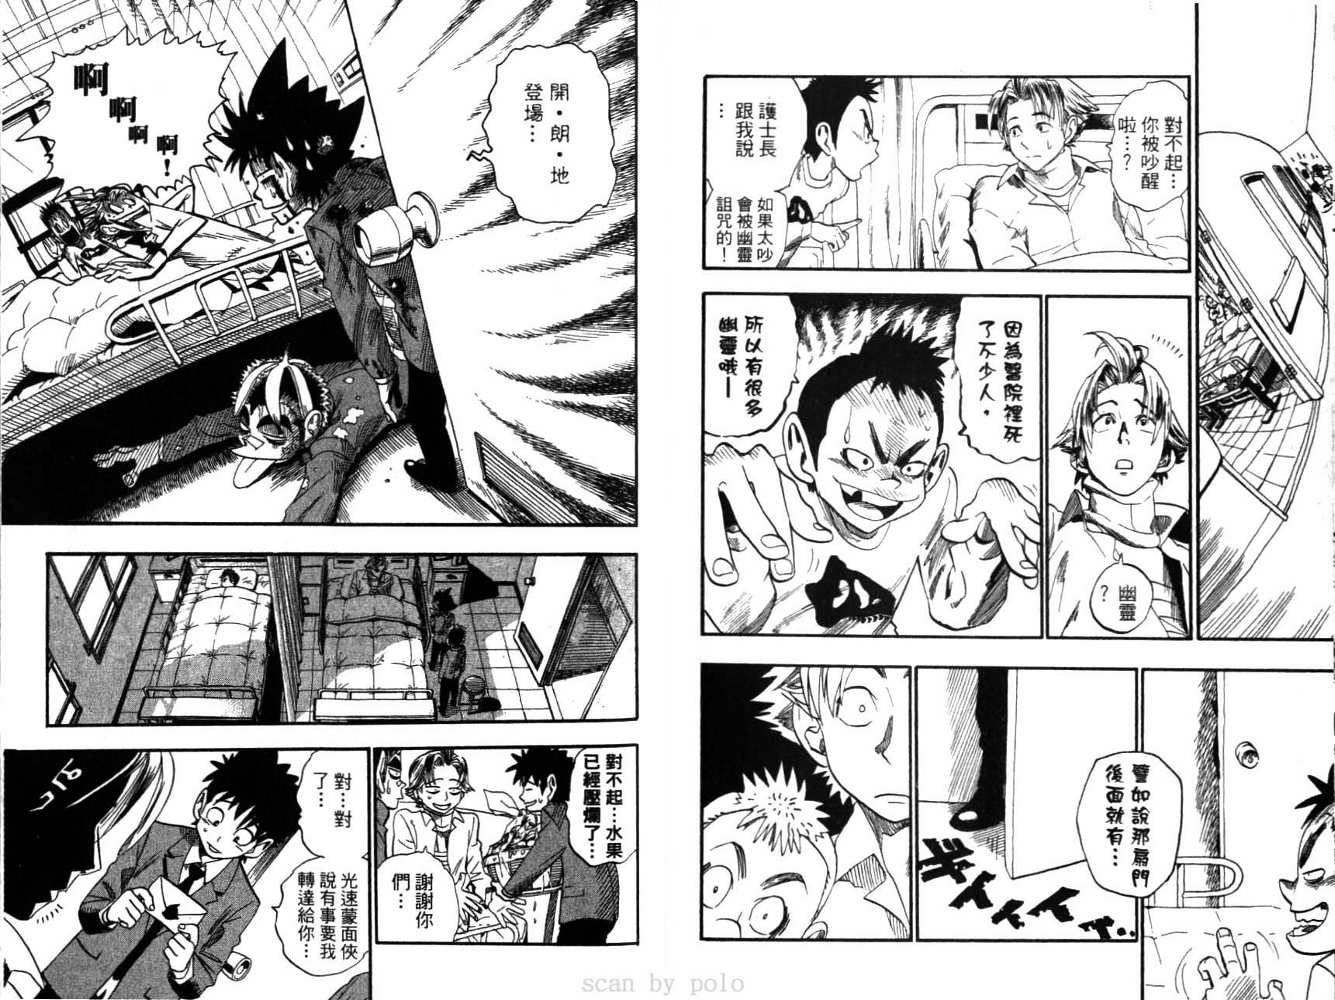 對不起…
你被吵醒
啦…?
護士長
跟我說
…
如果太吵
會被幽靈
詛咒的!
幽靈
?
因為醫院裡死
了不少人。
所以有很多
幽靈哦—
譬如說那扇門
後面就有…
ギィィィ…
開・朗・地
登場…
啊啊啊啊!
對不起…水果
已經壓爛了…
謝謝你
們…
對…對
了…
光速蒙面俠
說有事要我
轉達給你…
scan by polo